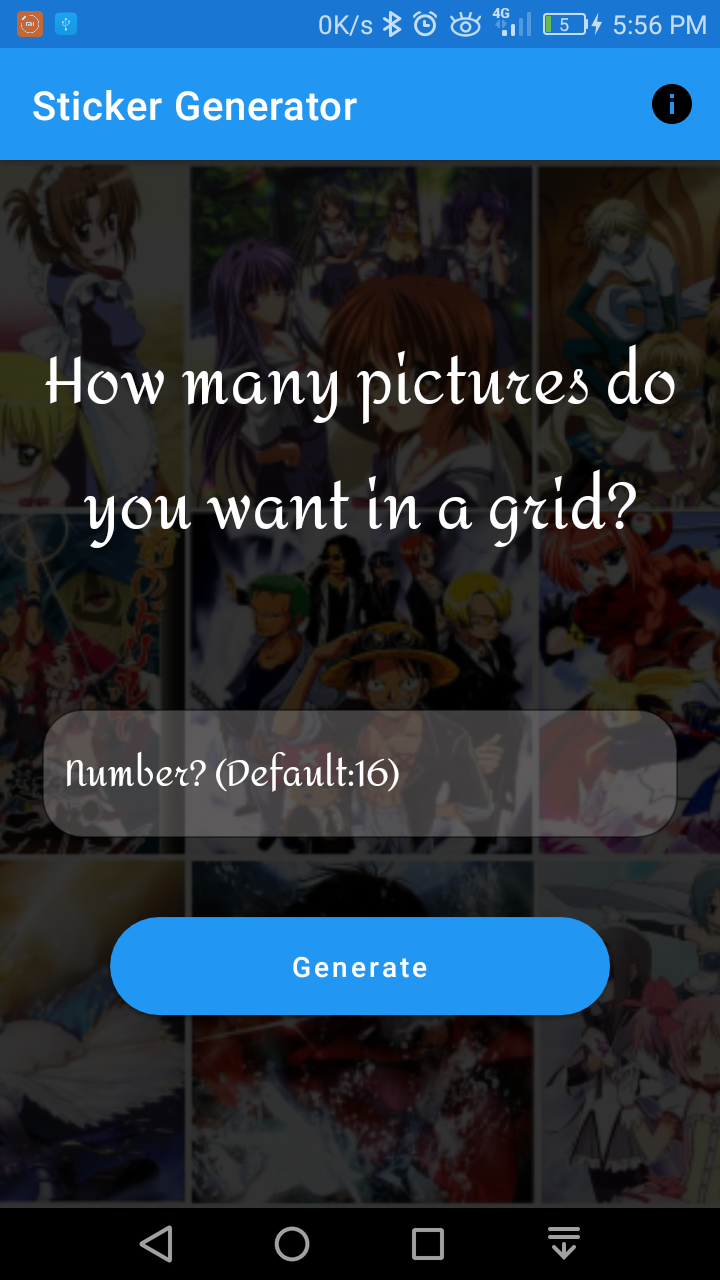 0K/s 4G 5 5:56 PM
Sticker Generator
How many pictures do
you want in a grid?
Number? (Default:16)
Generate